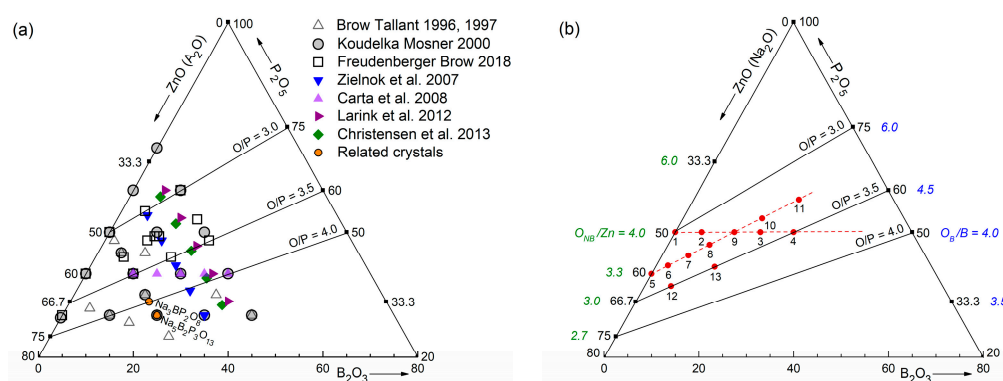 (a)
0
100
ZnO (A₂O)
P₂O₅
Brow Tallant 1996, 1997
Koudelka Mosner 2000
Freudenberger Brow 2018
Zielnok et al. 2007
Carta et al. 2008
Larink et al. 2012
Christensen et al. 2013
Related crystals
33.3
75
O/P = 3.0
60
O/P = 3.5
50
50
O/P = 4.0
60
66.7
33.3
75
Na₃BP₂O₈
Na₅B₂P₃O₁₃
80
20
0
20
40
60
80
B₂O₃
(b)
0
100
ZnO (Na₂O)
P₂O₅
75
6.0
O/P = 3.0
6.0
33.3
60
4.5
O/P = 3.5
11
10
O_NB/Zn = 4.0
50
1
2
9
3
4
50
O_B/B = 4.0
O/P = 4.0
8
7
6
13
3.3
60
5
12
3.0
66.7
33.3
3.5
2.7
75
80
20
0
20
40
60
80
B₂O₃